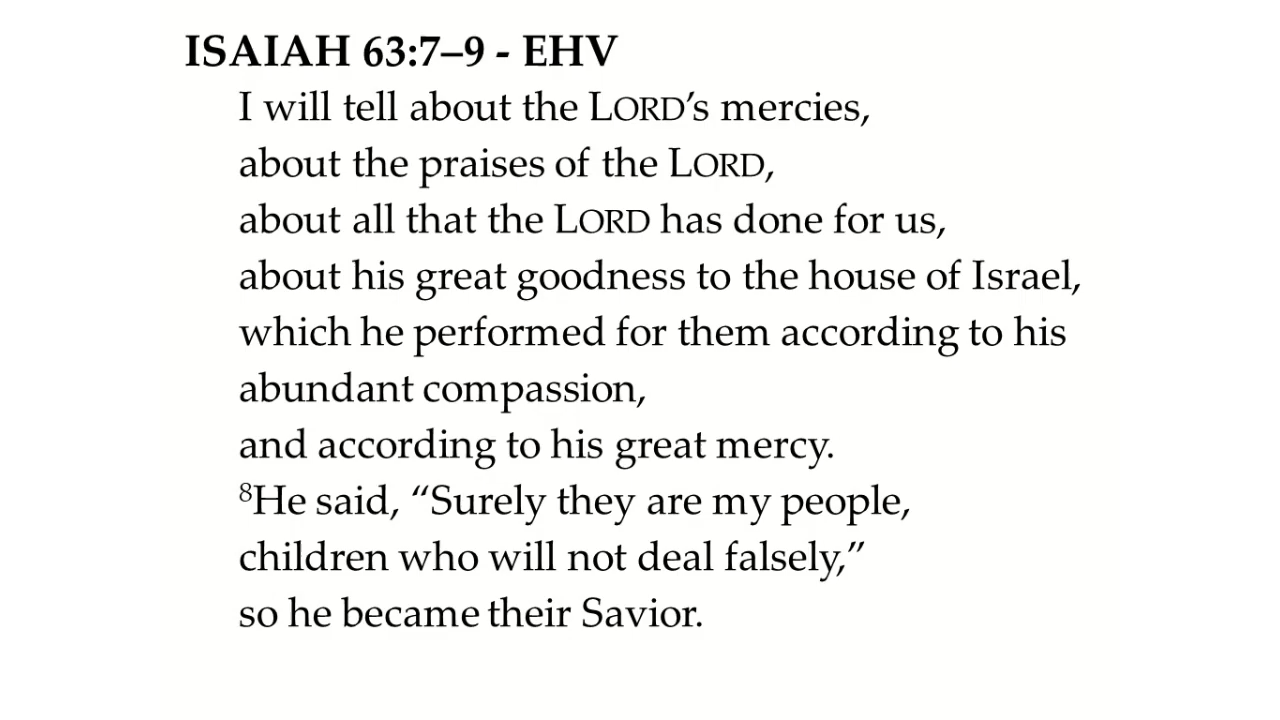 ISAIAH 63:7–9 - EHV
I will tell about the LORD’s mercies,
about the praises of the LORD,
about all that the LORD has done for us,
about his great goodness to the house of Israel,
which he performed for them according to his
abundant compassion,
and according to his great mercy.
⁸He said, “Surely they are my people,
children who will not deal falsely,”
so he became their Savior.